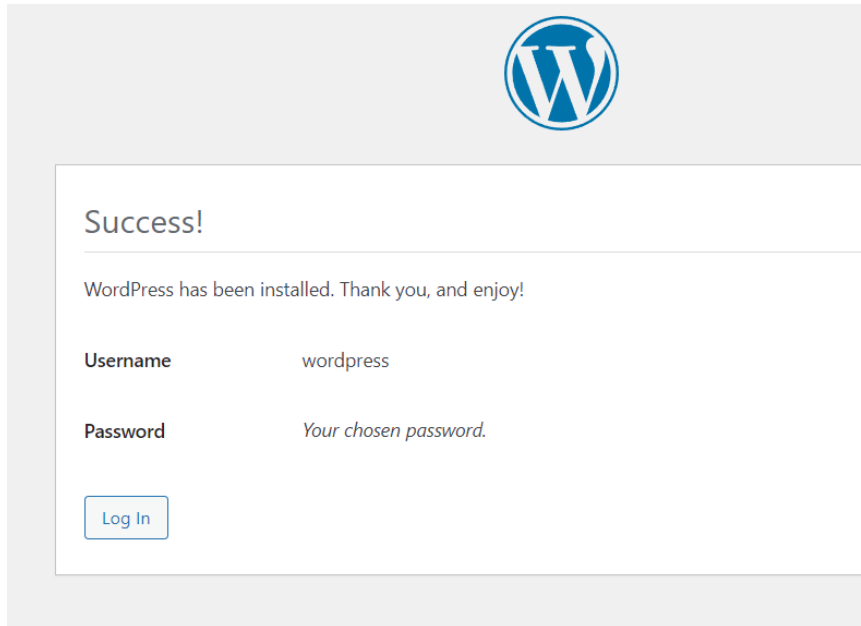 Success!
WordPress has been installed. Thank you, and enjoy!
Username wordpress
Password Your chosen password.
Log In